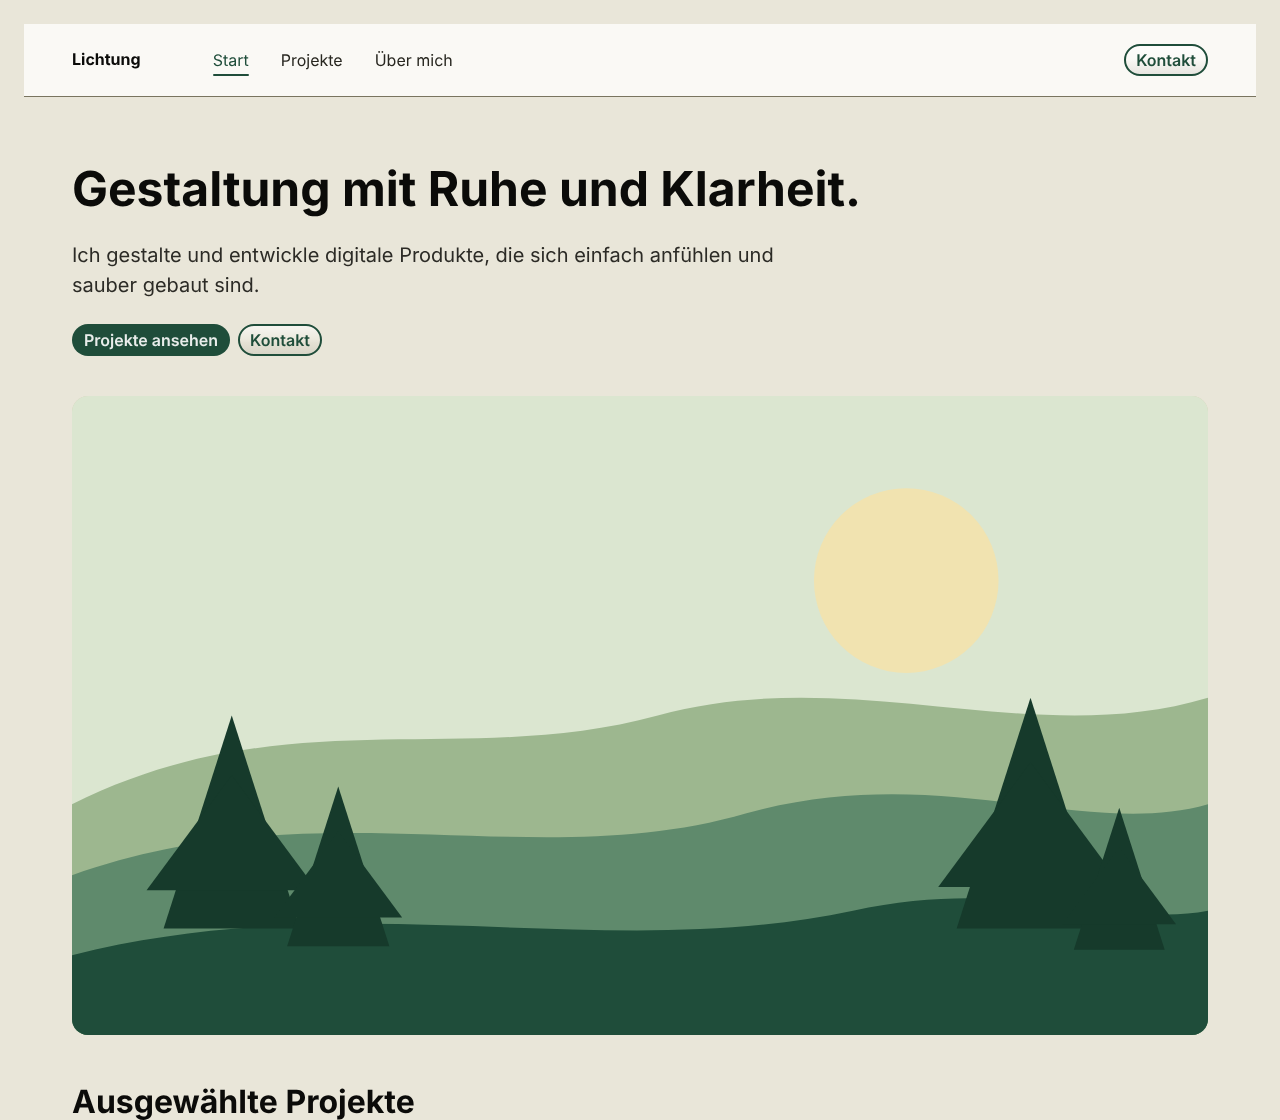 Lichtung
Start
Projekte
Über mich
Kontakt
Gestaltung mit Ruhe und Klarheit.
Ich gestalte und entwickle digitale Produkte, die sich einfach anfühlen und
sauber gebaut sind.
Projekte ansehen
Kontakt
Ausgewählte Projekte